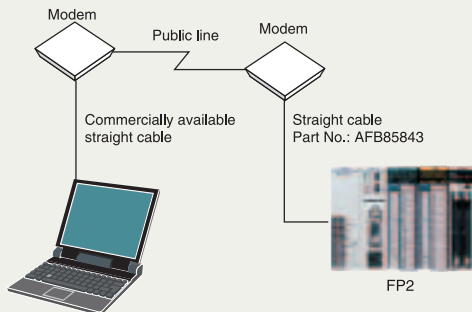 Modem
Public line
Modem
Commercially available
straight cable
Straight cable
Part No.: AFB85843
FP2